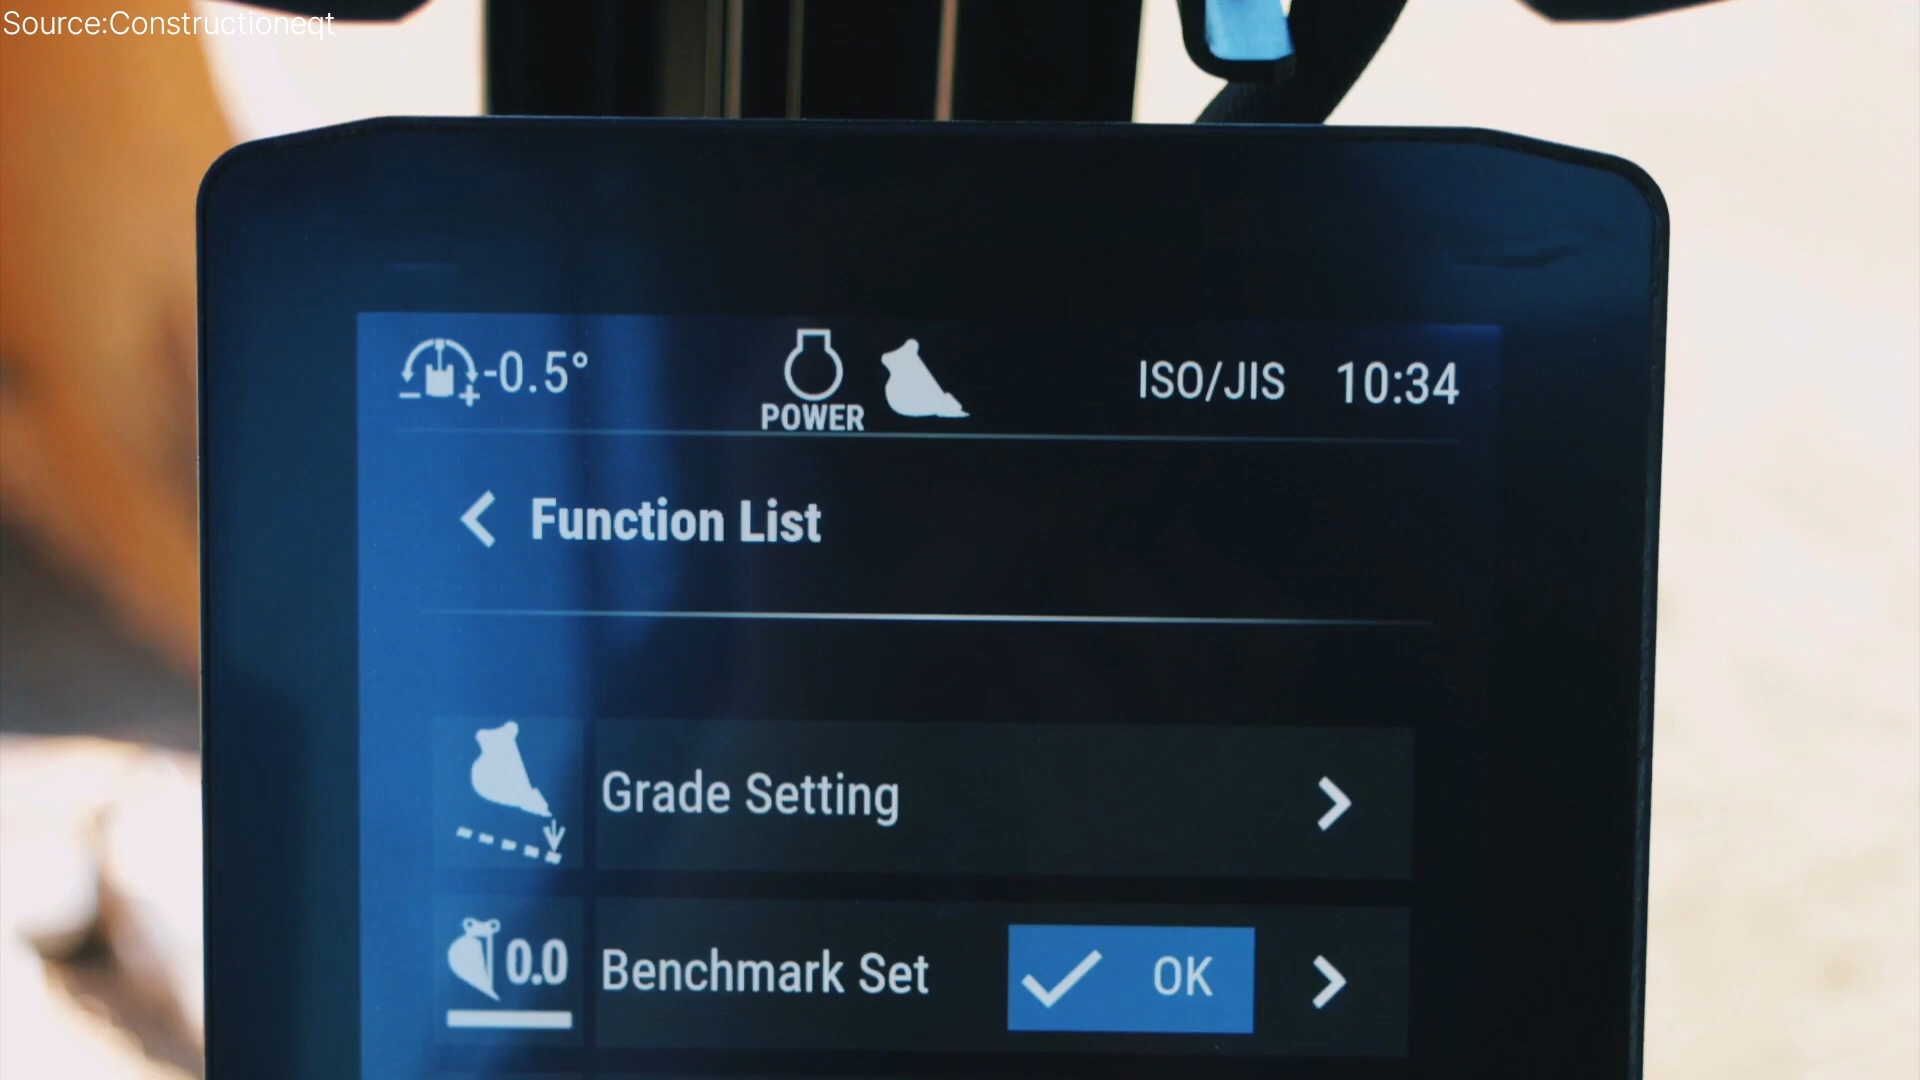 Source:Constructioneqt
-0.5° POWER ISO/JIS 10:34
Function List
Grade Setting
0.0 Benchmark Set OK